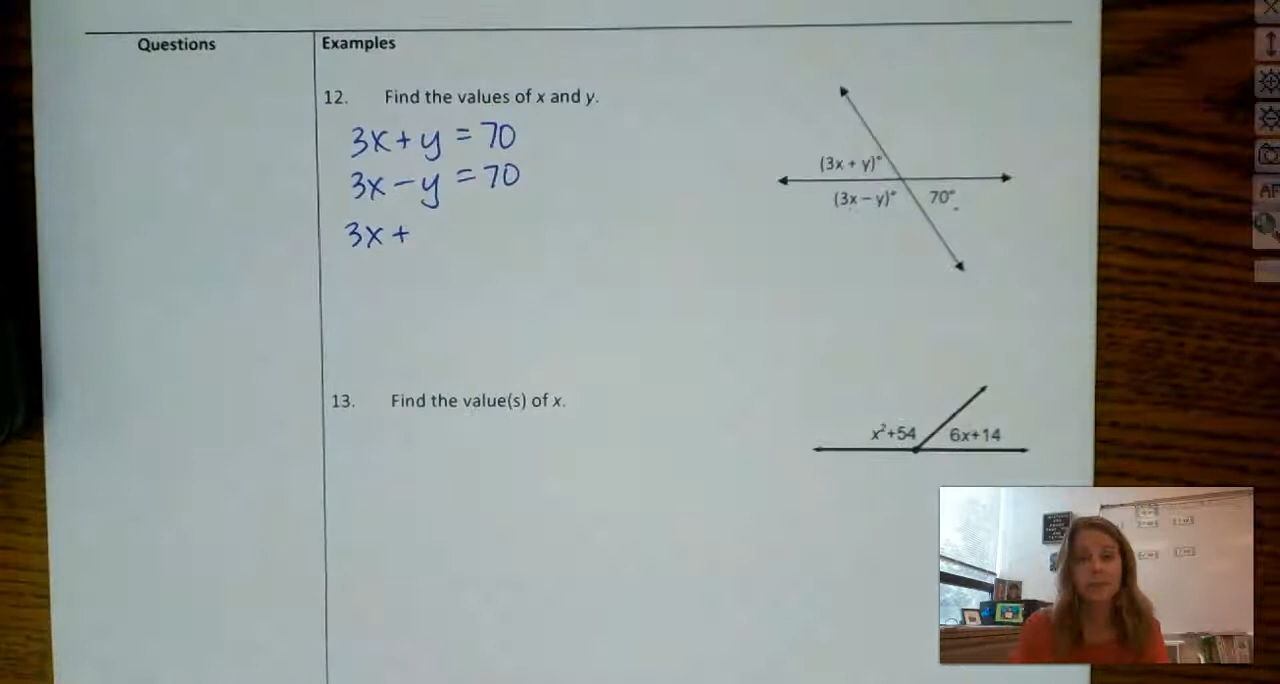 Questions
Examples
12. Find the values of x and y.
3x + y = 70
3x - y = 70
3x +
(3x + y)°
(3x – y)°
70°
13. Find the value(s) of x.
x²+54
6x+14